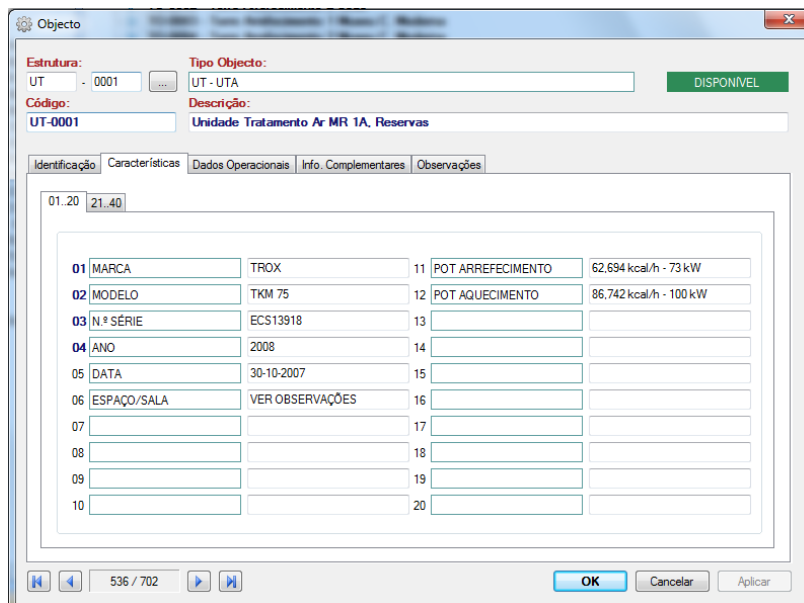 Objecto
Estrutura: Tipo Objecto:
UT - 0001 ... UT - UTA DISPONÍVEL
Código: Descrição:
UT-0001 Unidade Tratamento Ar MR 1A, Reservas
Identificação Características Dados Operacionais Info. Complementares Observações
01..20 21..40
01 MARCA TROX 11 POT ARREFECIMENTO 62,694 kcal/h - 73 kW
02 MODELO TKM 75 12 POT AQUECIMENTO 86,742 kcal/h - 100 kW
03 N.º SÉRIE ECS13918 13
04 ANO 2008 14
05 DATA 30-10-2007 15
06 ESPAÇO/SALA VER OBSERVAÇÕES 16
07 17
08 18
09 19
10 20
536 / 702 OK Cancelar Aplicar